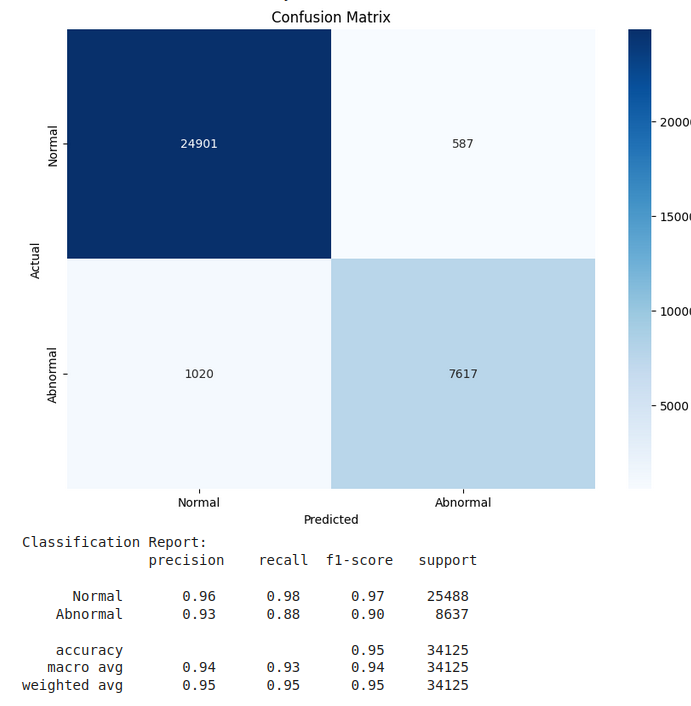 Confusion Matrix
Normal
24901
587
20000
15000
Actual
10000
Abnormal
1020
7617
5000
Normal
Abnormal
Predicted
Classification Report:
precision recall f1-score support
Normal 0.96 0.98 0.97 25488
Abnormal 0.93 0.88 0.90 8637
accuracy 0.95 34125
macro avg 0.94 0.93 0.94 34125
weighted avg 0.95 0.95 0.95 34125